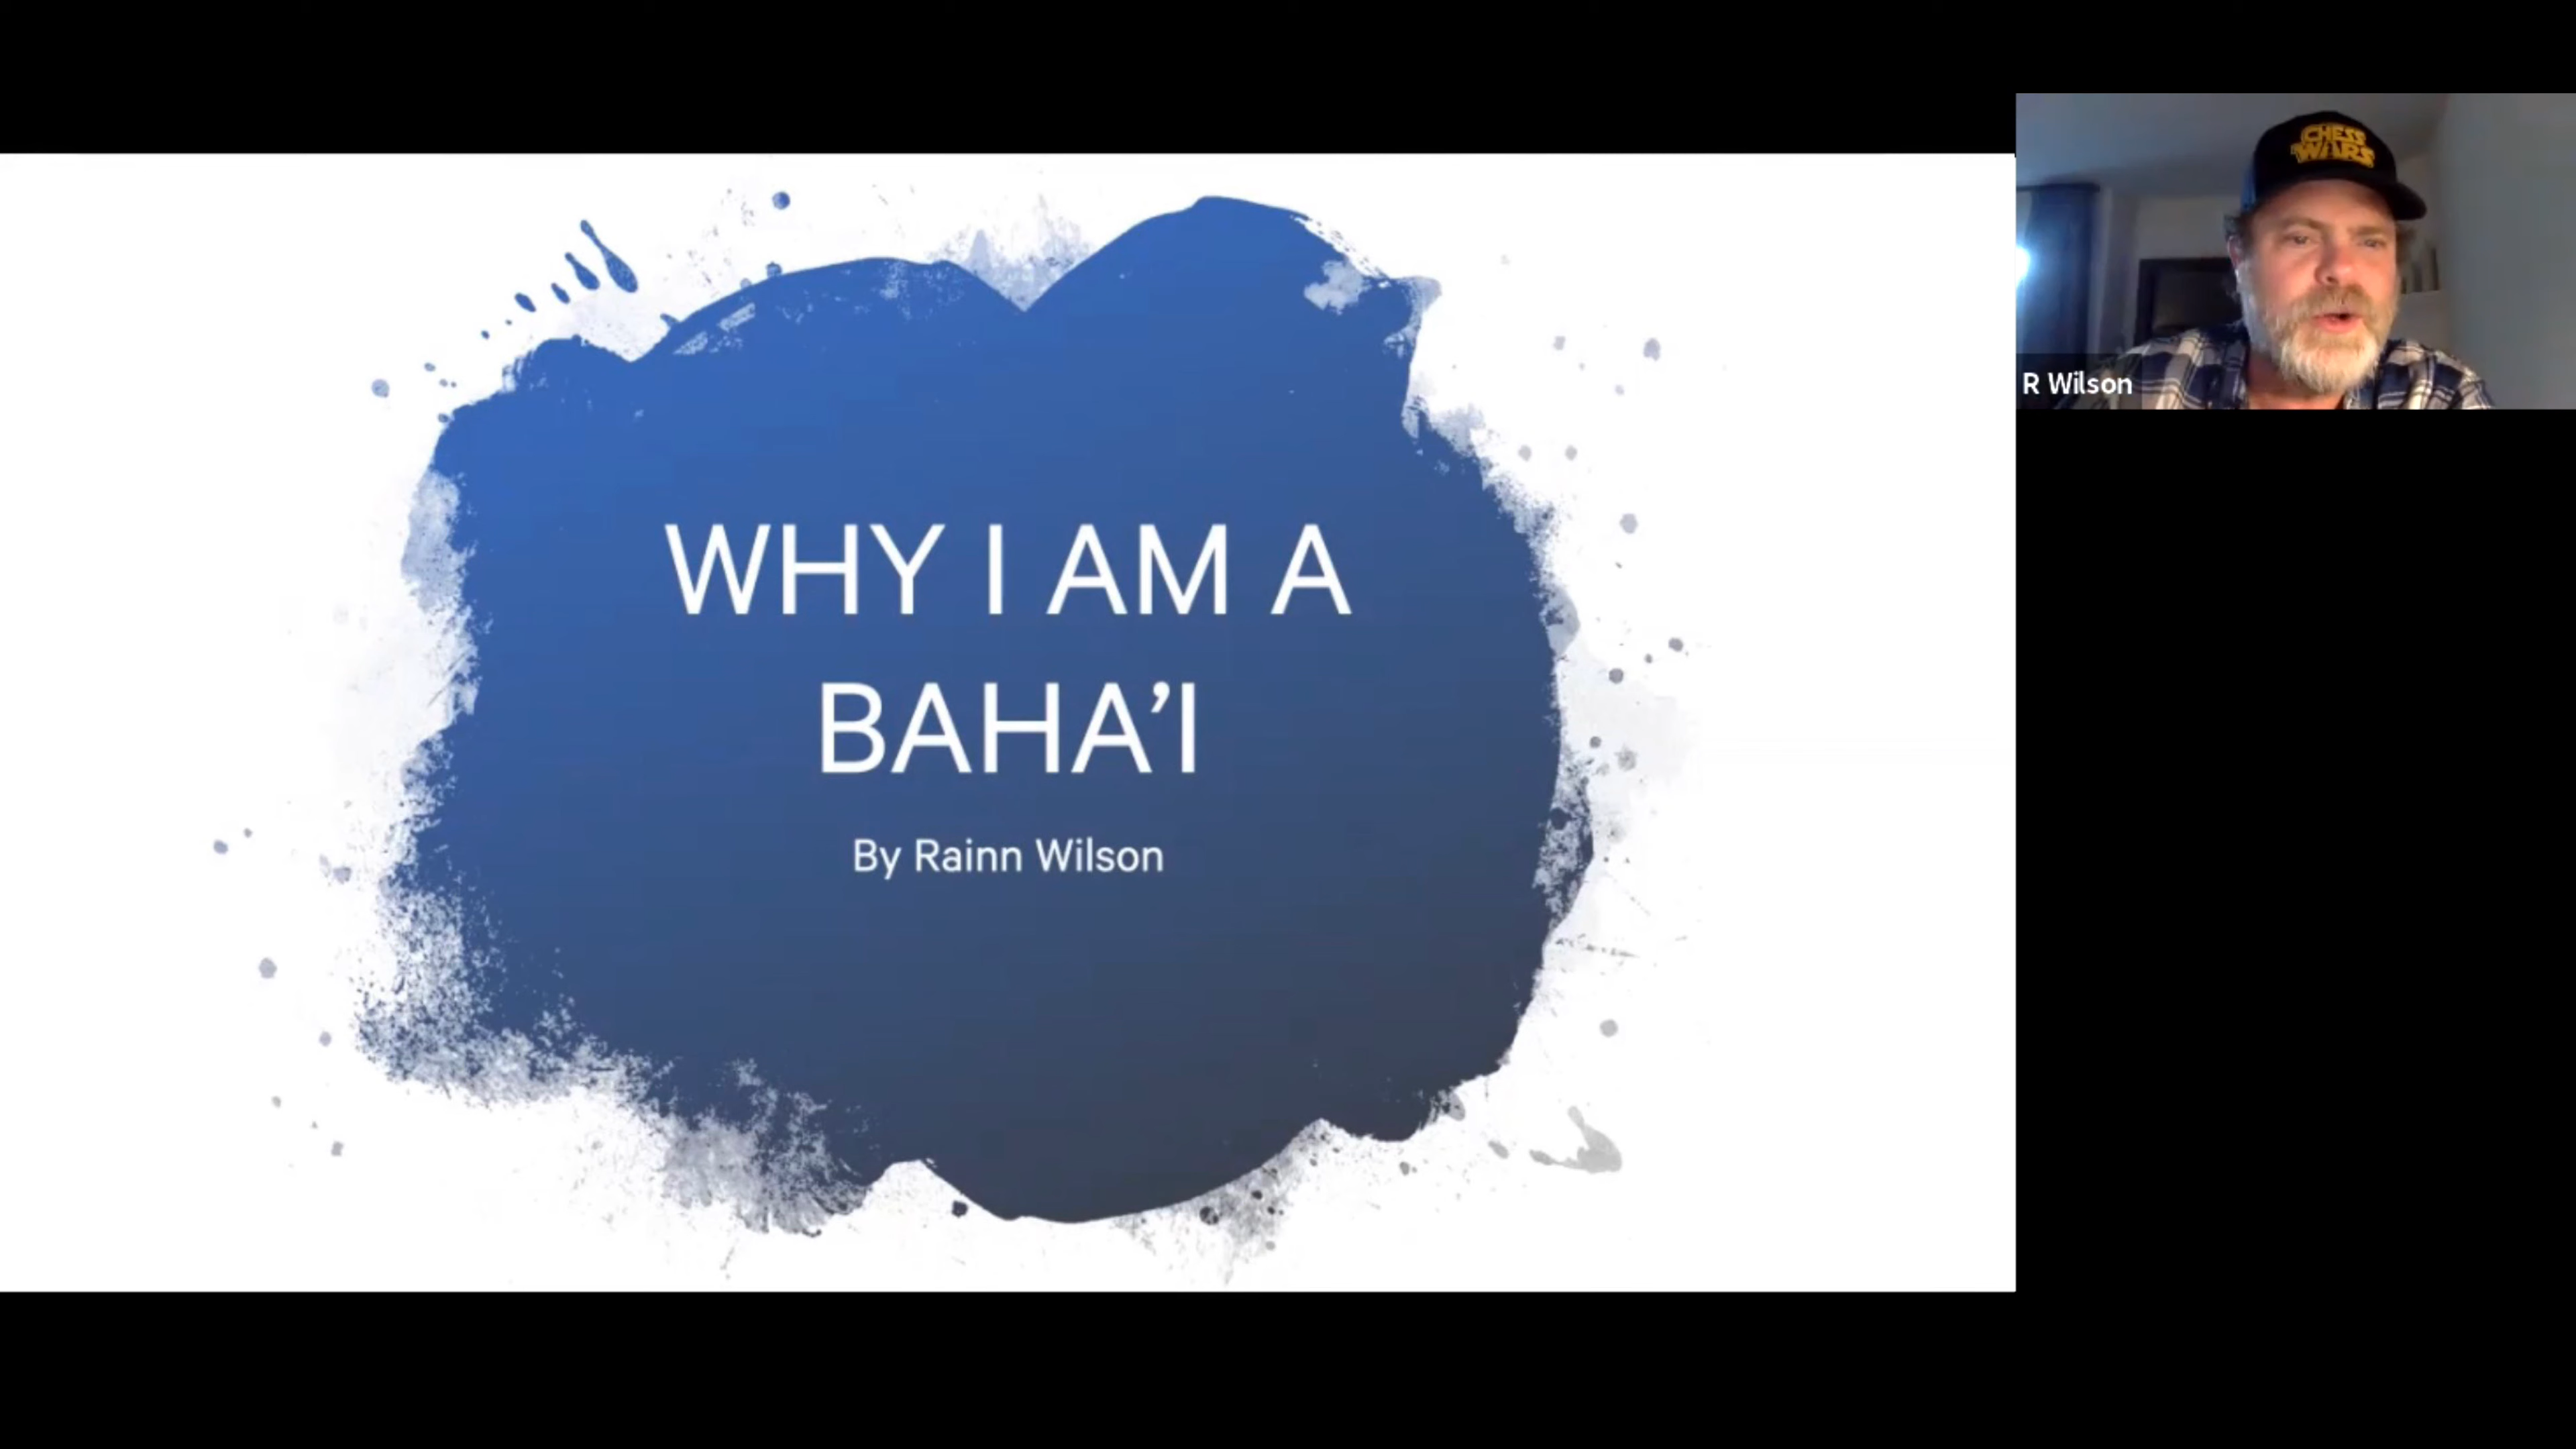 WHY I AM A
BAHA’I
By Rainn Wilson
CHESS
WARS
R Wilson